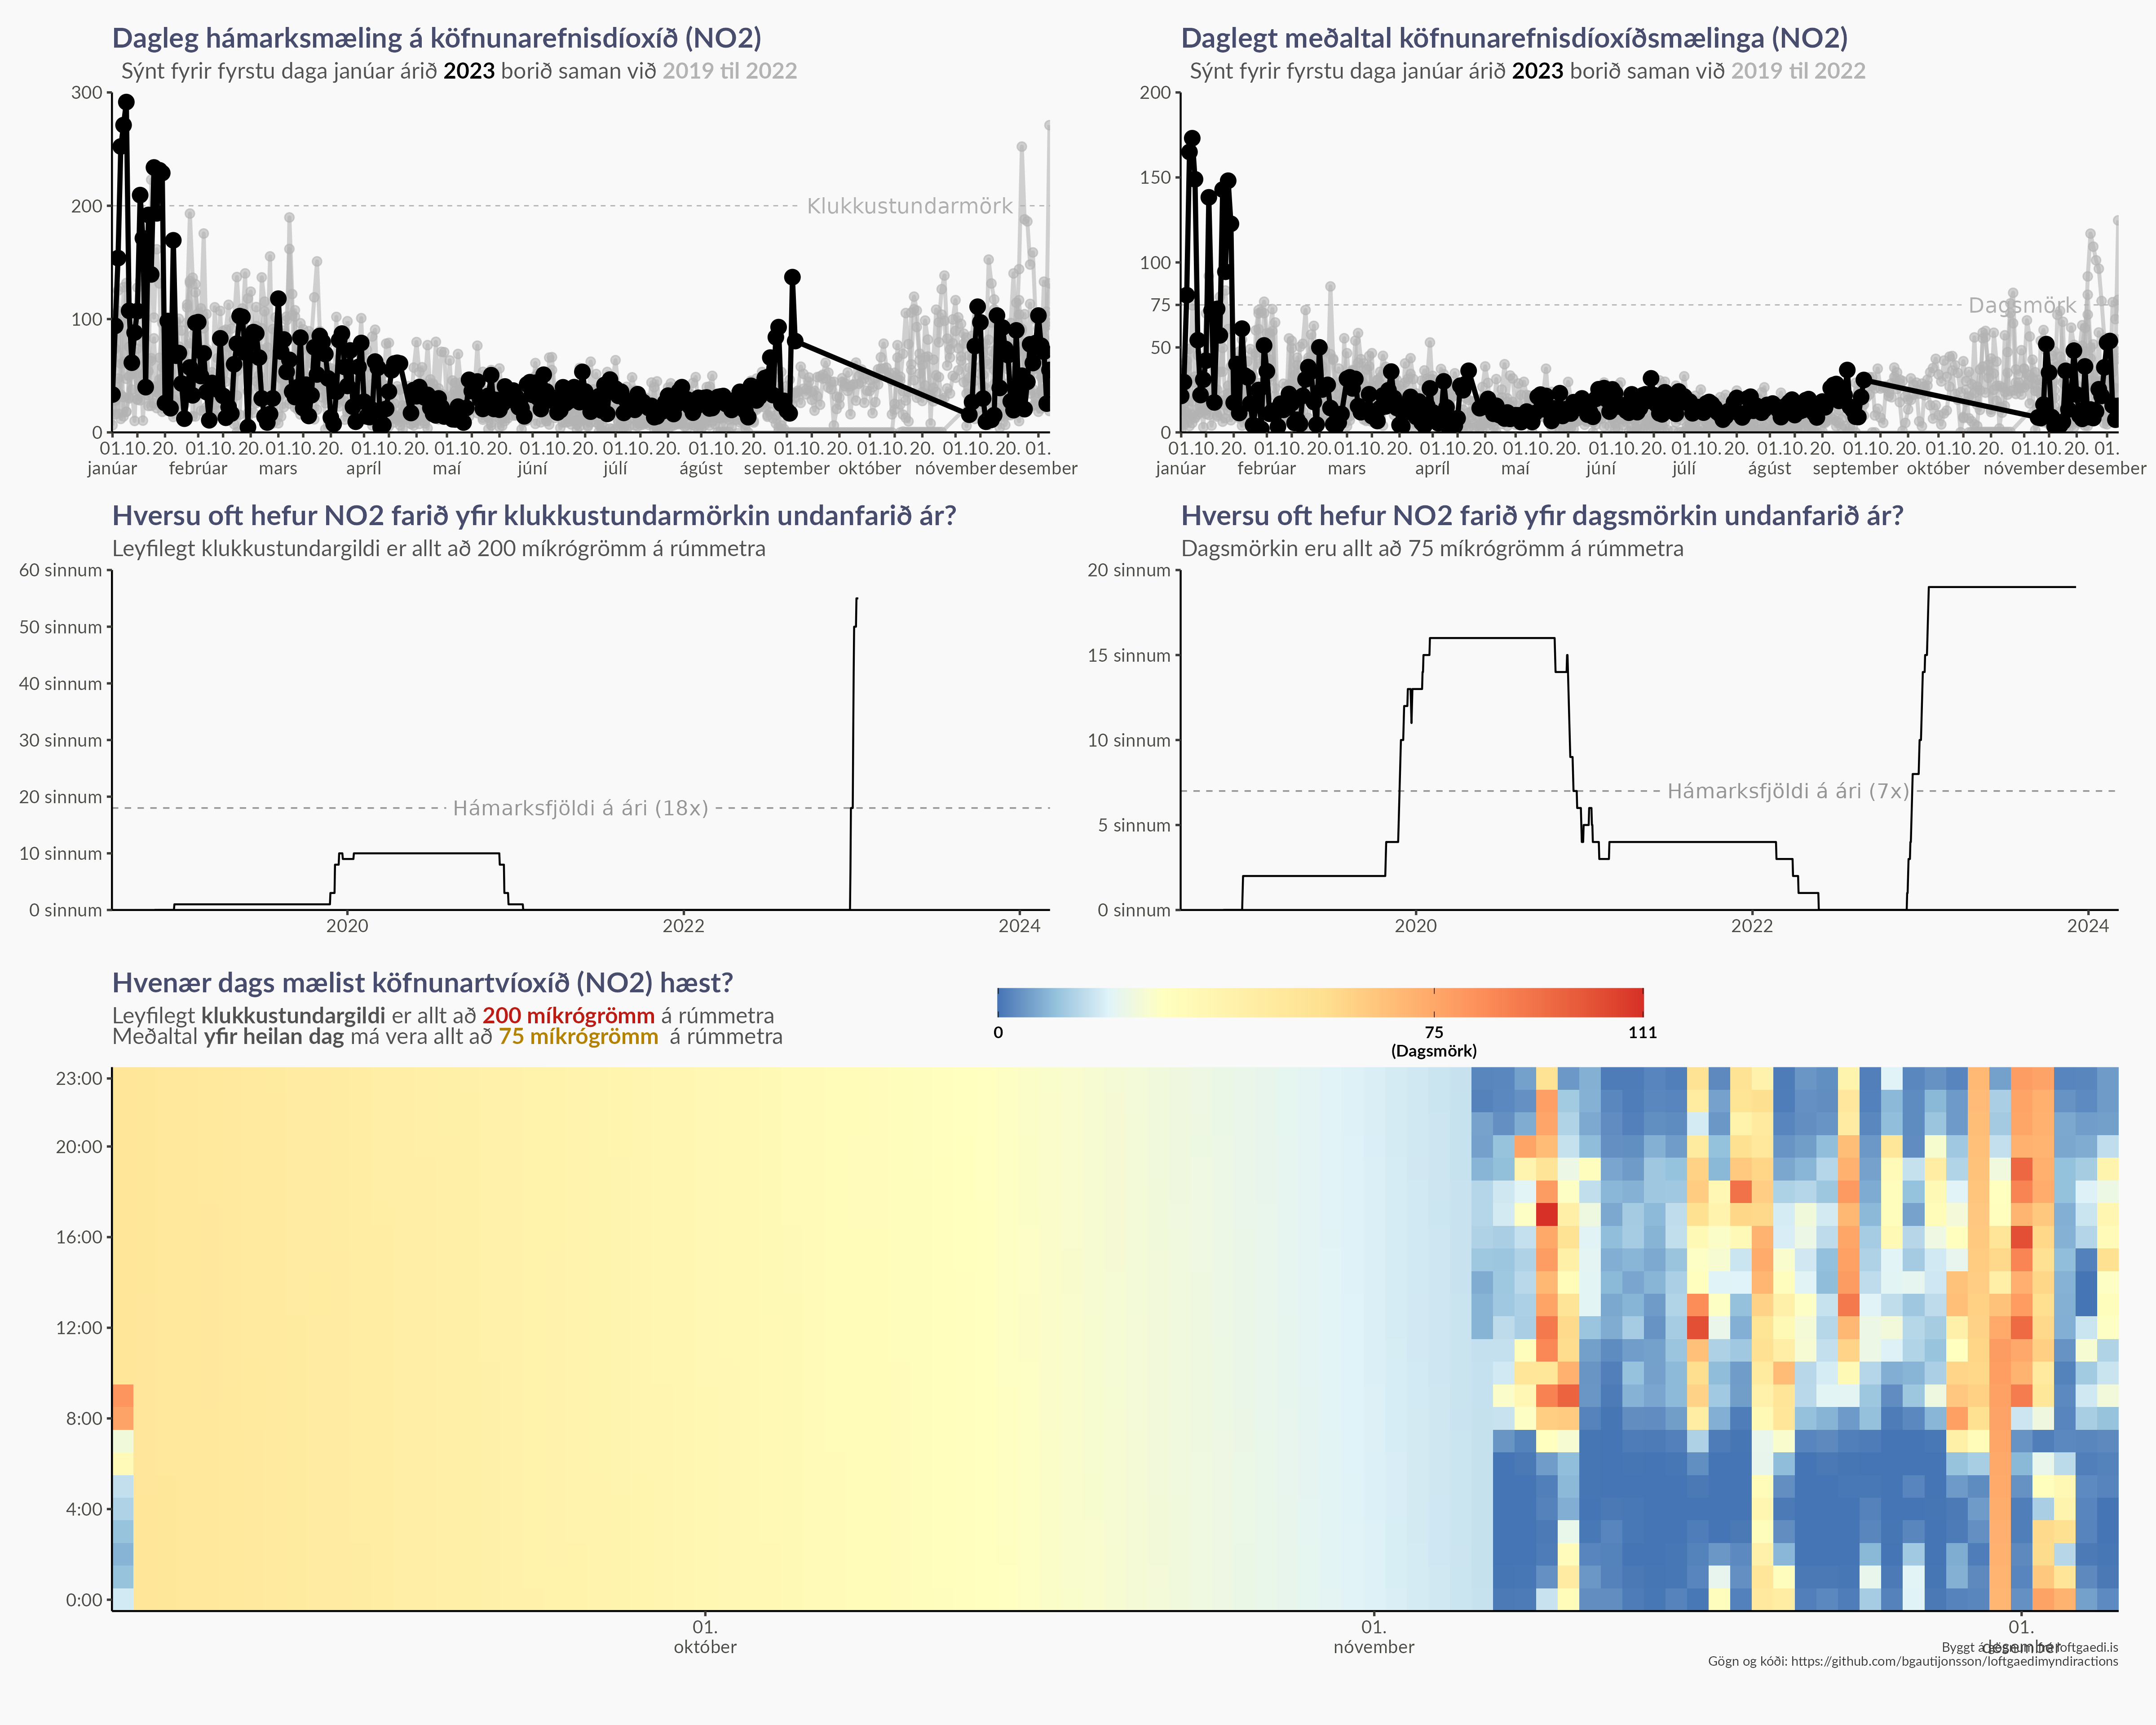 Dagleg hámarksmæling á köfnunarefnisdíoxíð (NO2)
Sýnt fyrir fyrstu daga janúar árið 2023 borið saman við 2019 til 2022
300
200
100
0
Klukkustundarmörk
01. 10. 20. 01. 10. 20. 01. 10. 20. 01. 10. 20. 01. 10. 20. 01. 10. 20. 01. 10. 20. 01. 10. 20. 01. 10. 20. 01. 10. 20. 01. 10. 20. 01.
janúar febrúar mars apríl maí júní júlí ágúst september október nóvember desember
Daglegt meðaltal köfnunarefnisdíoxíðsmælinga (NO2)
Sýnt fyrir fyrstu daga janúar árið 2023 borið saman við 2019 til 2022
200
150
100
75
50
0
Dagsmörk
01. 10. 20. 01. 10. 20. 01. 10. 20. 01. 10. 20. 01. 10. 20. 01. 10. 20. 01. 10. 20. 01. 10. 20. 01. 10. 20. 01. 10. 20. 01. 10. 20. 01.
janúar febrúar mars apríl maí júní júlí ágúst september október nóvember desember
Hversu oft hefur NO2 farið yfir klukkustundarmörkin undanfarið ár?
Leyfilegt klukkustundargildi er allt að 200 míkrógrömm á rúmmetra
60 sinnum
50 sinnum
40 sinnum
30 sinnum
20 sinnum
10 sinnum
0 sinnum
Hámarksfjöldi á ári (18x)
2020 2022 2024
Hversu oft hefur NO2 farið yfir dagsmörkin undanfarið ár?
Dagsmörkin eru allt að 75 míkrógrömm á rúmmetra
20 sinnum
15 sinnum
10 sinnum
5 sinnum
0 sinnum
Hámarksfjöldi á ári (7x)
2020 2022 2024
Hvenær dags mælist köfnunartvíoxíð (NO2) hæst?
Leyfilegt klukkustundargildi er allt að 200 míkrógrömm á rúmmetra
Meðaltal yfir heilan dag má vera allt að 75 míkrógrömm á rúmmetra
0 75 111
(Dagsmörk)
23:00
20:00
16:00
12:00
8:00
4:00
0:00
01. 01. 01.
október nóvember desember
Byggt á gögnum frá loftgaedi.is
Gögn og kóði: https://github.com/bgautijonsson/loftgaedimyndiractions